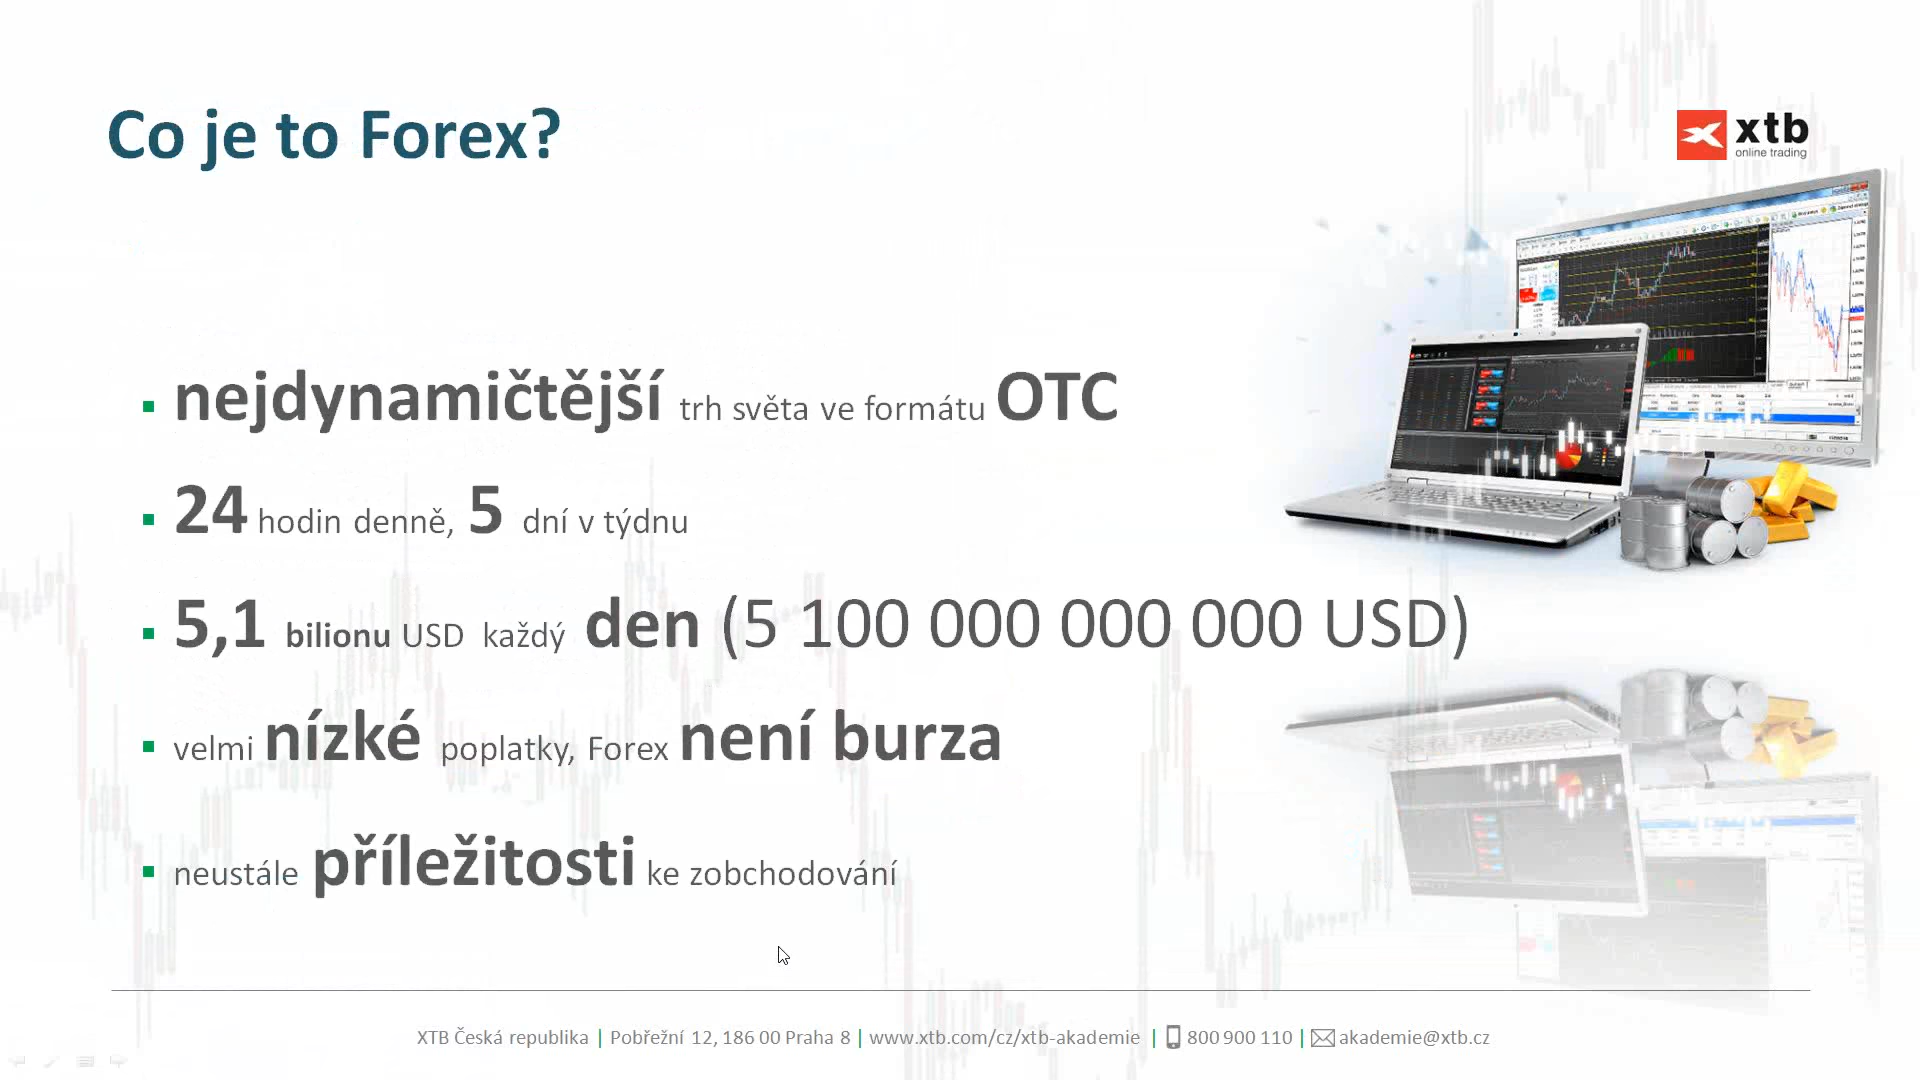 Co je to Forex?
xtb
online trading
nejdynamičtější trh světa ve formátu OTC
24 hodin denně, 5 dní v týdnu
5,1 bilionu USD každý den (5 100 000 000 000 USD)
velmi nízké poplatky, Forex není burza
neustále příležitosti ke zobchodování
XTB Česká republika | Pobřežní 12, 186 00 Praha 8 | www.xtb.com/cz/xtb-akademie | 800 900 110 | akademie@xtb.cz